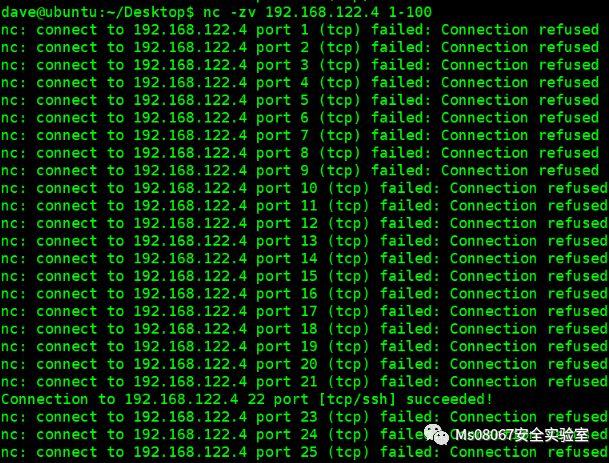 dave@ubuntu:~/Desktop$ nc -zv 192.168.122.4 1-100
nc: connect to 192.168.122.4 port 1 (tcp) failed: Connection refused
nc: connect to 192.168.122.4 port 2 (tcp) failed: Connection refused
nc: connect to 192.168.122.4 port 3 (tcp) failed: Connection refused
nc: connect to 192.168.122.4 port 4 (tcp) failed: Connection refused
nc: connect to 192.168.122.4 port 5 (tcp) failed: Connection refused
nc: connect to 192.168.122.4 port 6 (tcp) failed: Connection refused
nc: connect to 192.168.122.4 port 7 (tcp) failed: Connection refused
nc: connect to 192.168.122.4 port 8 (tcp) failed: Connection refused
nc: connect to 192.168.122.4 port 9 (tcp) failed: Connection refused
nc: connect to 192.168.122.4 port 10 (tcp) failed: Connection refused
nc: connect to 192.168.122.4 port 11 (tcp) failed: Connection refused
nc: connect to 192.168.122.4 port 12 (tcp) failed: Connection refused
nc: connect to 192.168.122.4 port 13 (tcp) failed: Connection refused
nc: connect to 192.168.122.4 port 14 (tcp) failed: Connection refused
nc: connect to 192.168.122.4 port 15 (tcp) failed: Connection refused
nc: connect to 192.168.122.4 port 16 (tcp) failed: Connection refused
nc: connect to 192.168.122.4 port 17 (tcp) failed: Connection refused
nc: connect to 192.168.122.4 port 18 (tcp) failed: Connection refused
nc: connect to 192.168.122.4 port 19 (tcp) failed: Connection refused
nc: connect to 192.168.122.4 port 20 (tcp) failed: Connection refused
nc: connect to 192.168.122.4 port 21 (tcp) failed: Connection refused
Connection to 192.168.122.4 22 port [tcp/ssh] succeeded!
nc: connect to 192.168.122.4 port 23 (tcp) failed: Connection refused
nc: connect to 192.168.122.4 port 24 (tcp)
Ms08067安全实验室
nc: connect to 192.168.122.4 port 25 (tcp) failed: Connection refused